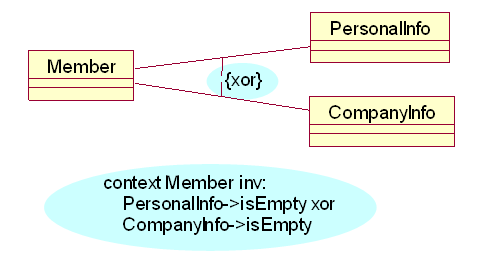 PersonalInfo
Member
{xor}
CompanyInfo
context Member inv:
PersonalInfo->isEmpty xor
CompanyInfo->isEmpty